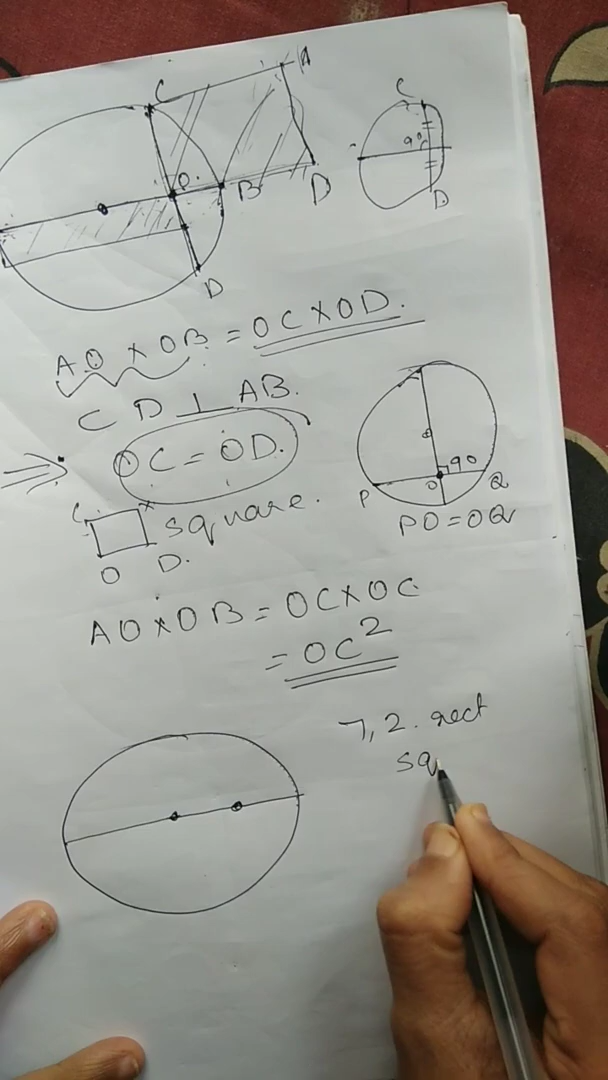 C A
O. B D
D
C
90
D
AO × OB = OC × OD.
CD ⊥ AB.
⇒ OC = OD.
90
P O Q
PO = OQ
square.
O D.
AO × OB = OC × OC
= OC²
7, 2. rect
sq